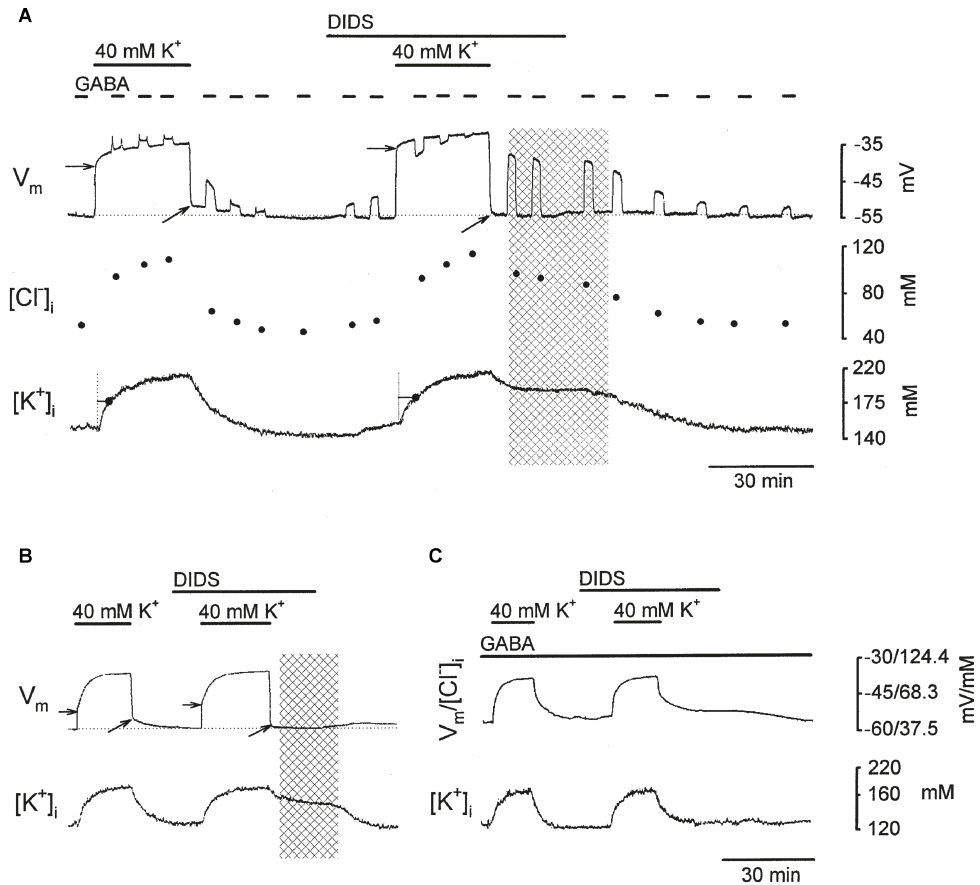 A
DIDS
40 mM K⁺ 40 mM K⁺
GABA
Vₘ
-35
-45
-55
mV
[Cl⁻]ᵢ
120
80
40
mM
[K⁺]ᵢ
220
175
140
mM
30 min
B
DIDS
40 mM K⁺ 40 mM K⁺
Vₘ
[K⁺]ᵢ
C
DIDS
40 mM K⁺ 40 mM K⁺
GABA
Vₘ/[Cl⁻]ᵢ
-30/124.4
-45/68.3
-60/37.5
mV/mM
[K⁺]ᵢ
220
160
120
mM
30 min